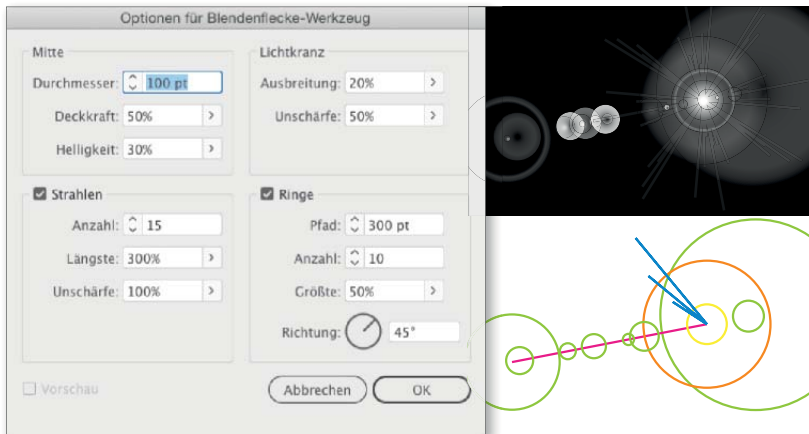 Optionen für Blendenflecke-Werkzeug
Mitte
Durchmesser: 100 pt
Deckkraft: 50%
Helligkeit: 30%
Lichtkranz
Ausbreitung: 20%
Unschärfe: 50%
Strahlen
Anzahl: 15
Längste: 300%
Unschärfe: 100%
Ringe
Pfad: 300 pt
Anzahl: 10
Größte: 50%
Richtung: 45°
Vorschau
Abbrechen
OK